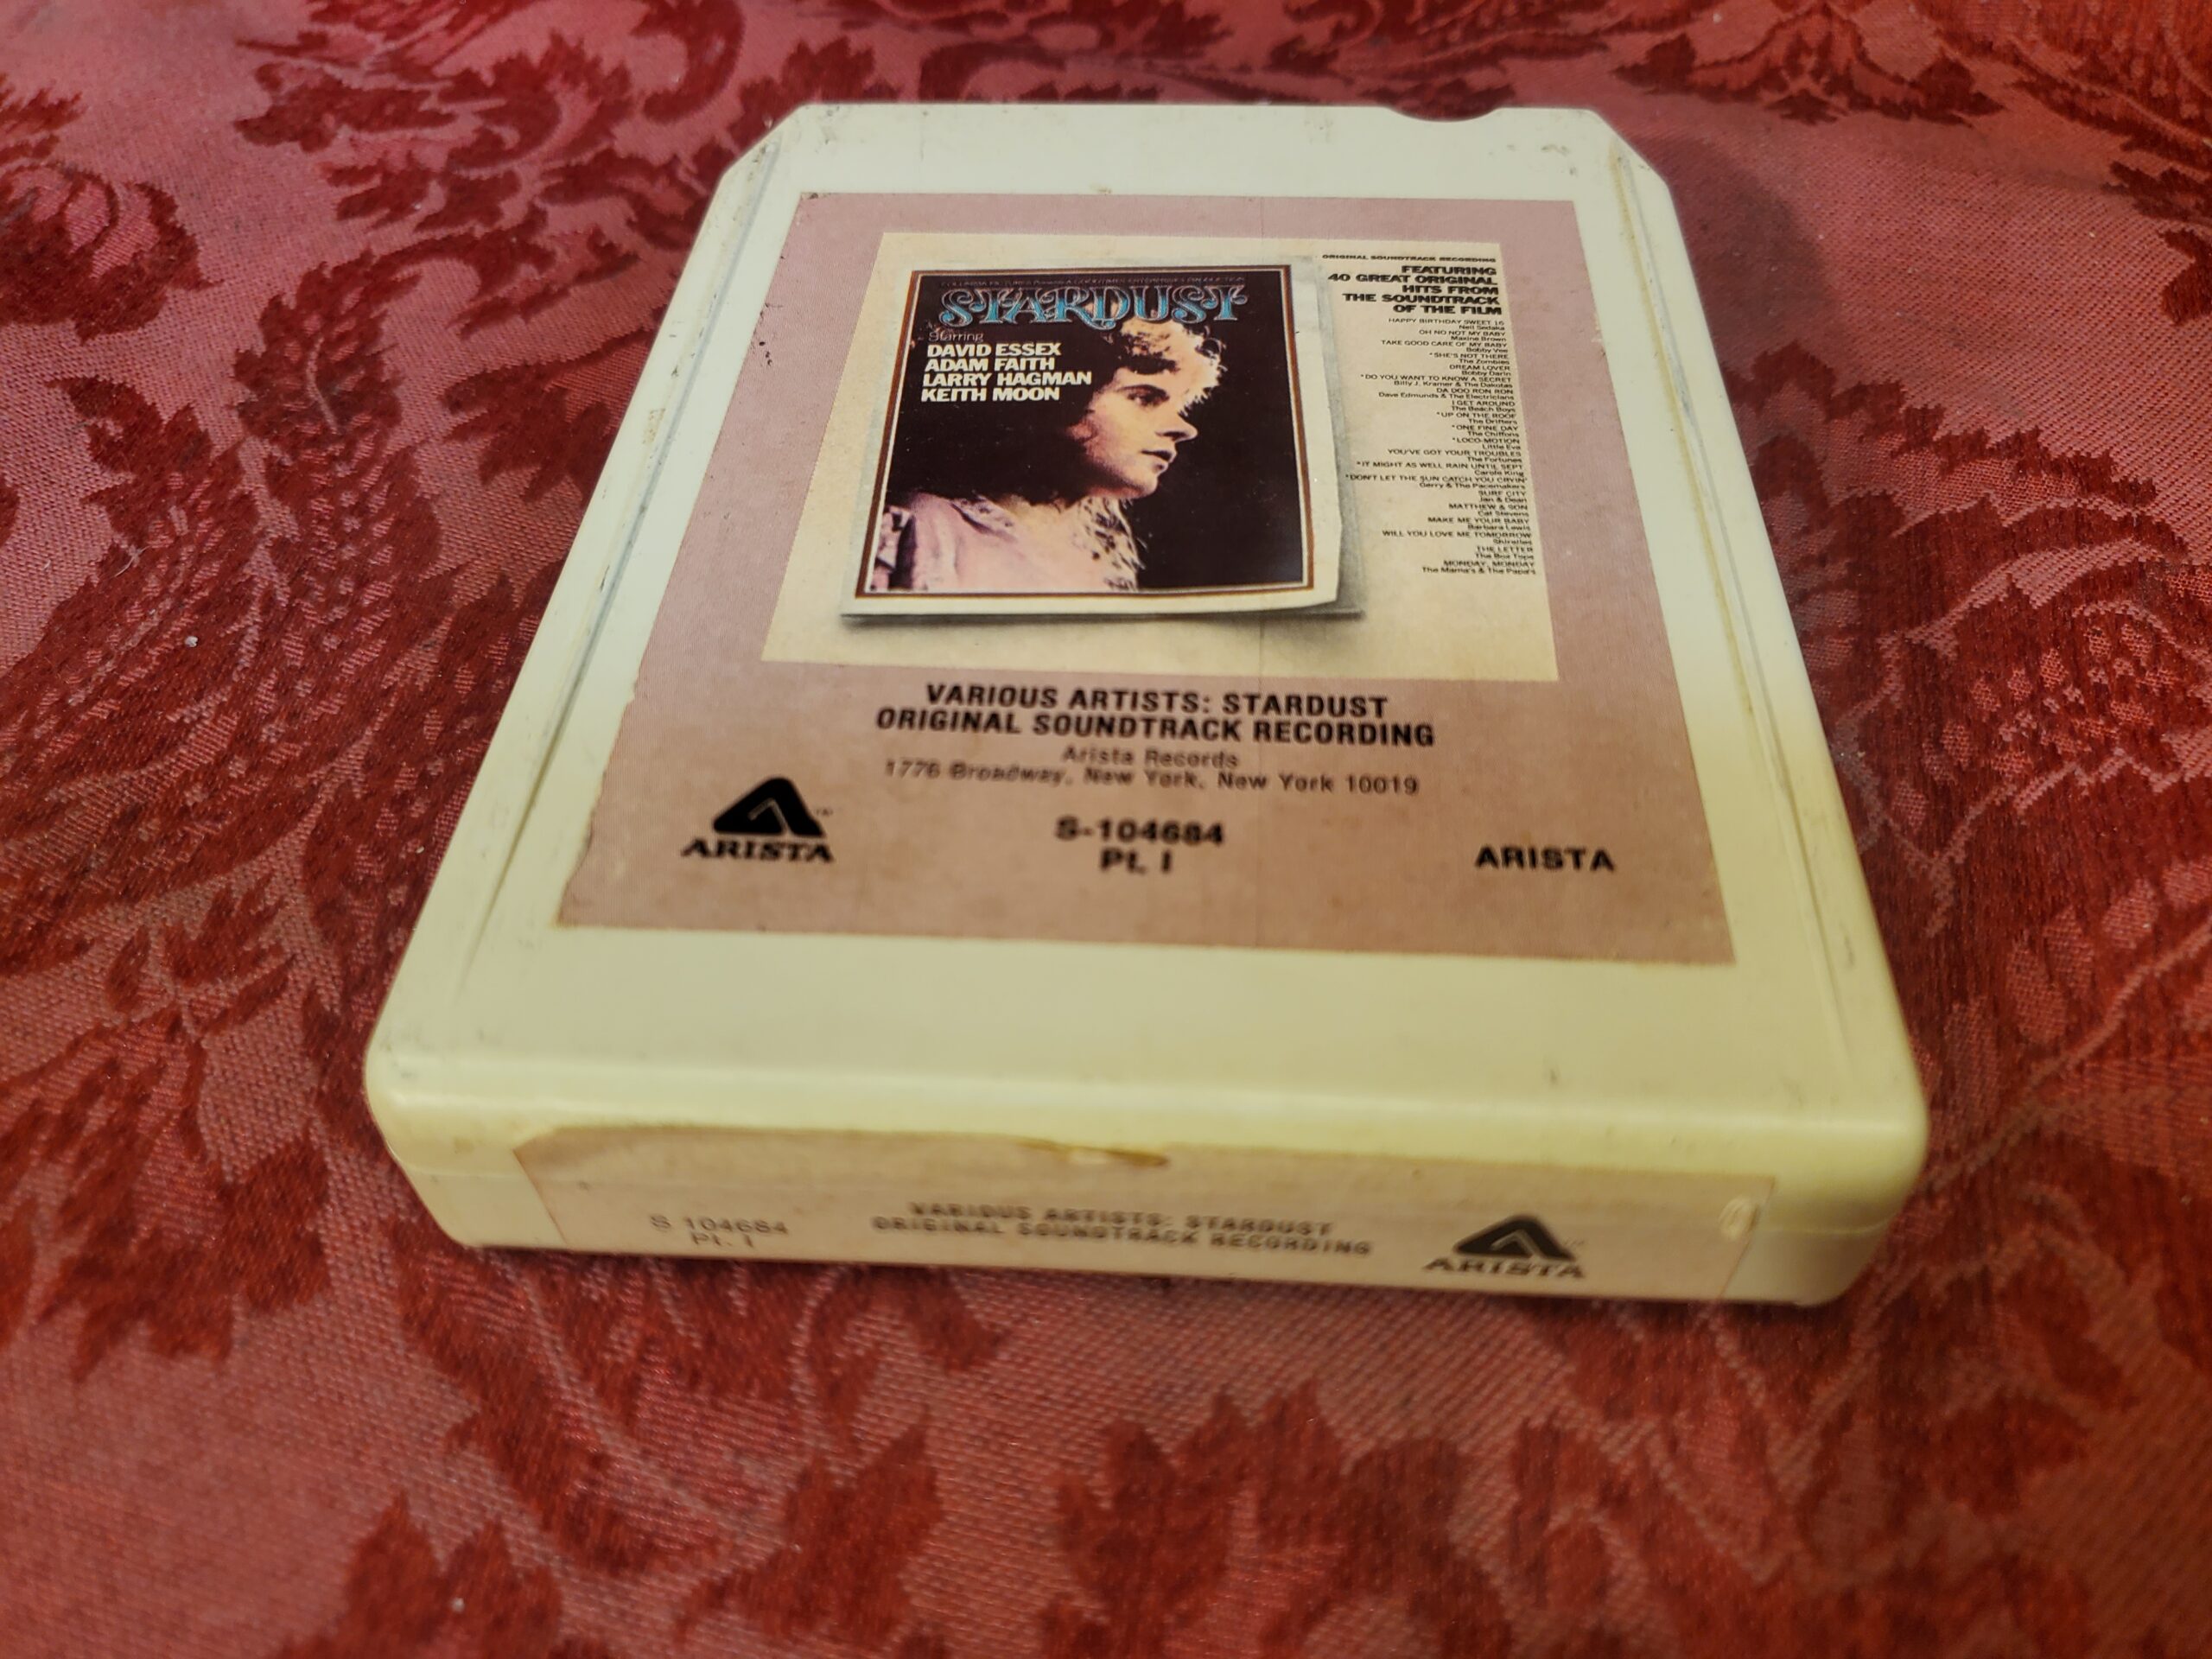 STARDUST
Starring
DAVID ESSEX
ADAM FAITH
LARRY HAGMAN
KEITH MOON
ORIGINAL SOUNDTRACK RECORDING
FEATURING
40 GREAT ORIGINAL
HITS FROM
THE SOUNDTRACK
OF THE FILM
HAPPY BIRTHDAY SWEET 16
Neil Sedaka
OH NO NOT MY BABY
Maxine Brown
TAKE GOOD CARE OF MY BABY
Bobby Vee
*SHE'S NOT THERE
The Zombies
DREAM LOVER
Bobby Darin
*DO YOU WANT TO KNOW A SECRET
Billy J. Kramer & The Dakotas
DA DOO RON RON
Dave Edmunds & The Electricians
I GET AROUND
The Beach Boys
*UP ON THE ROOF
The Drifters
*ONE FINE DAY
The Chiffons
*LOCO-MOTION
Little Eva
YOU'VE GOT YOUR TROUBLES
The Fortunes
*IT MIGHT AS WELL RAIN UNTIL SEPT
Carole King
*DON'T LET THE SUN CATCH YOU CRYIN'
Gerry & The Pacemakers
SURF CITY
Jan & Dean
MATTHEW & SON
Cat Stevens
MAKE ME YOUR BABY
Barbara Lewis
WILL YOU LOVE ME TOMORROW
Shirelles
THE LETTER
The Box Tops
MONDAY, MONDAY
The Mama's & The Papa's
VARIOUS ARTISTS: STARDUST
ORIGINAL SOUNDTRACK RECORDING
Arista Records
1776 Broadway, New York, New York 10019
ARISTA
S-104684
Pt. I
ARISTA
S 104684
Pt. I
VARIOUS ARTISTS: STARDUST
ORIGINAL SOUNDTRACK RECORDING
ARISTA